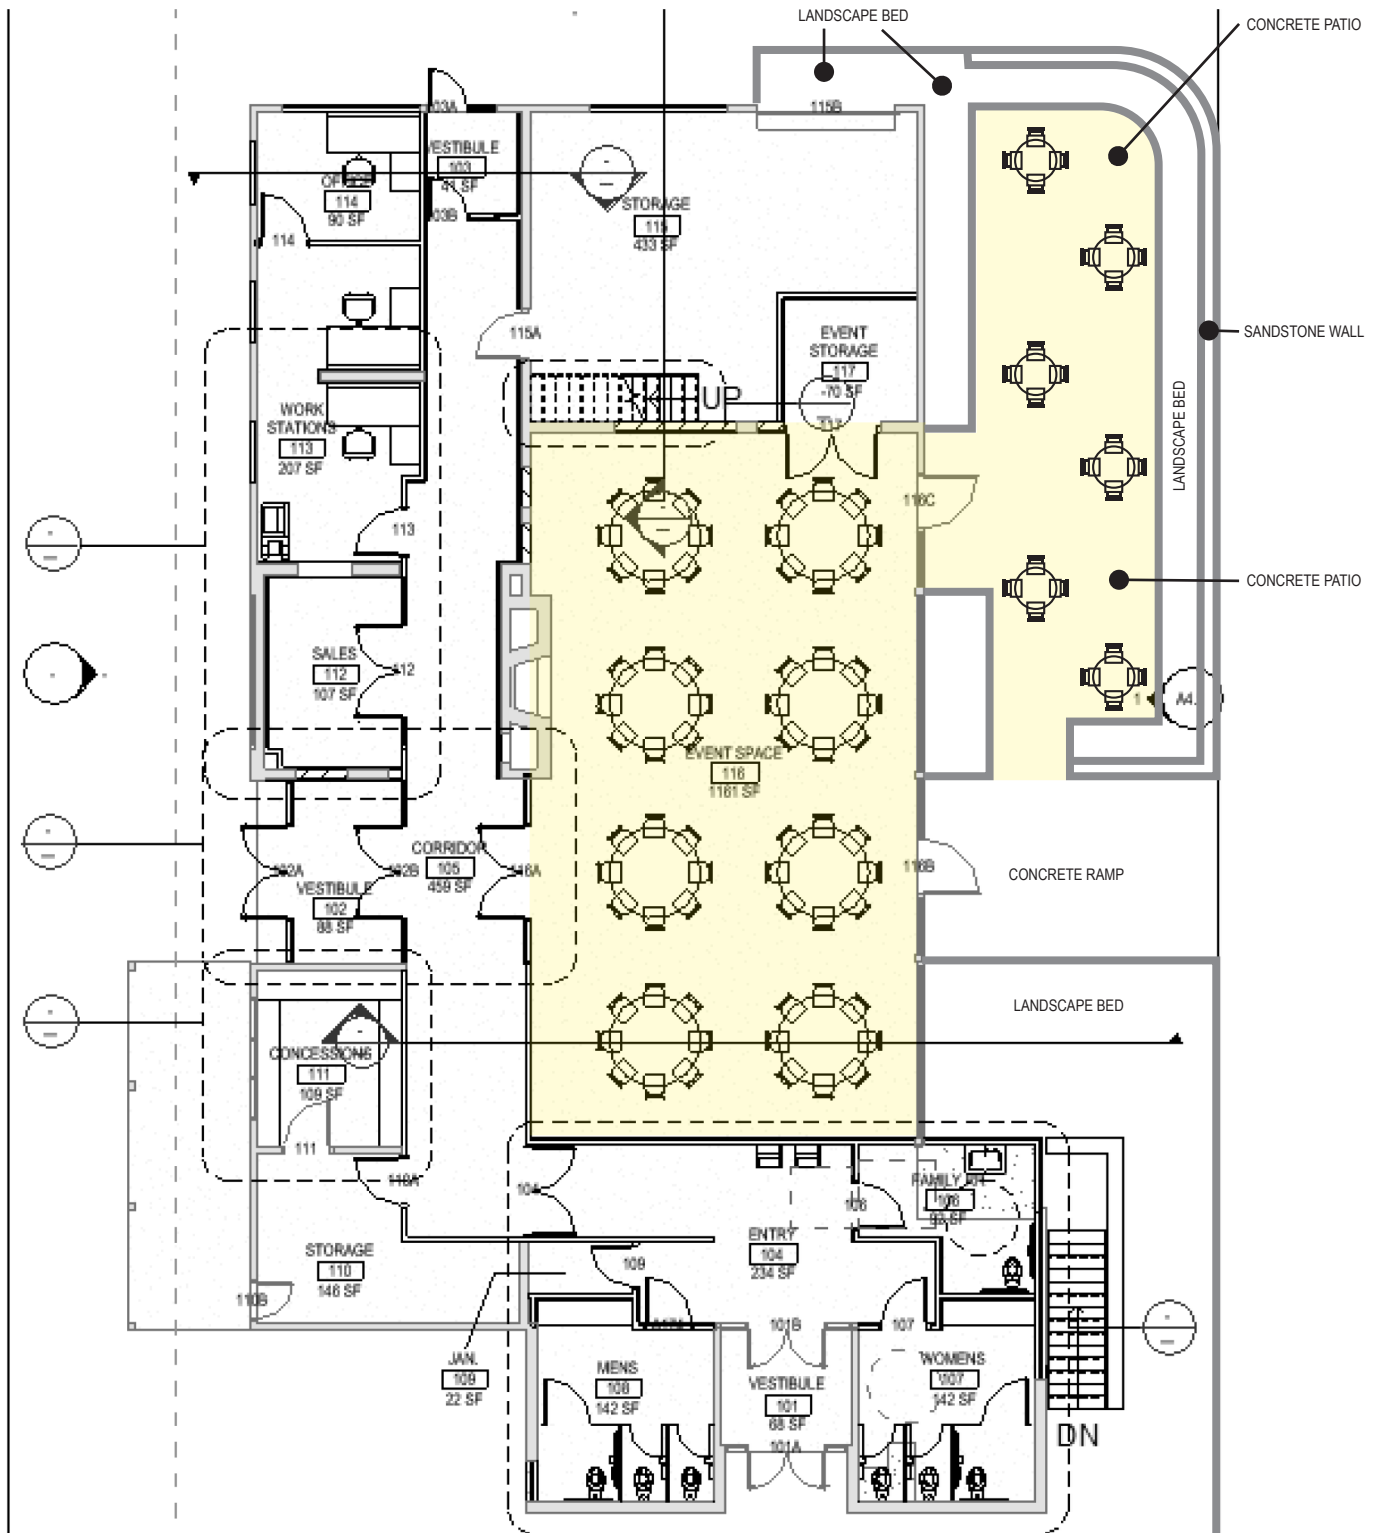 LANDSCAPE BED
CONCRETE PATIO
103A
115B
VESTIBULE
103
41 SF
OFFICE
114
90 SF
STORAGE
115
433 SF
103B
114
115A
EVENT
STORAGE
117
70 SF
SANDSTONE WALL
UP
LANDSCAPE BED
WORK
STATIONS
113
207 SF
116C
113
CONCRETE PATIO
SALES
112
107 SF
112
1
A4.
EVENT SPACE
116
1161 SF
CORRIDOR
105
459 SF
102A
102B
116A
116B
CONCRETE RAMP
VESTIBULE
102
88 SF
LANDSCAPE BED
CONCESSIONS
111
109 SF
111
110A
104
106
FAMILY RR
106
STORAGE
110
146 SF
109
ENTRY
104
234 SF
110B
101B
107
JAN.
109
22 SF
MENS
108
142 SF
VESTIBULE
101
68 SF
WOMENS
107
142 SF
101A
DN